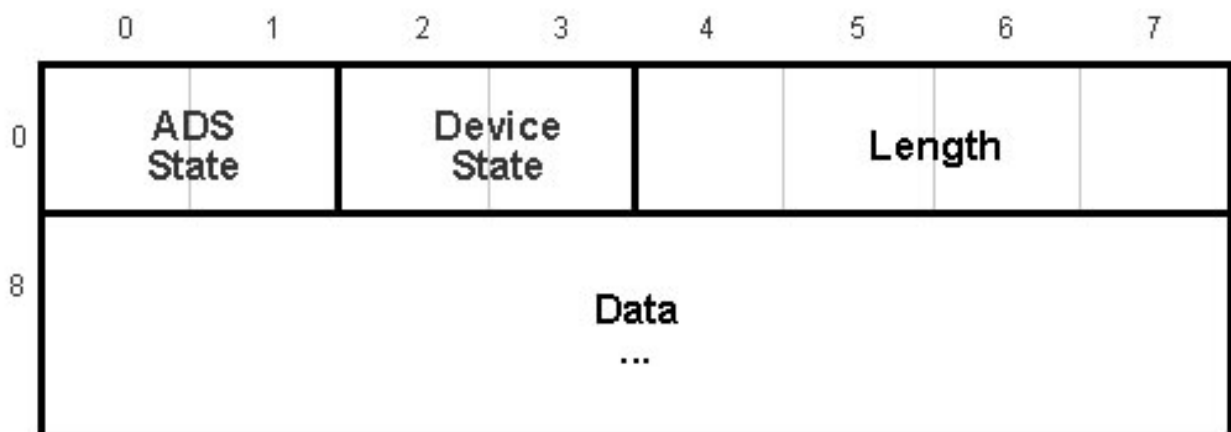 0 1 2 3 4 5 6 7
0
ADS
State
Device
State
Length
8
Data
...